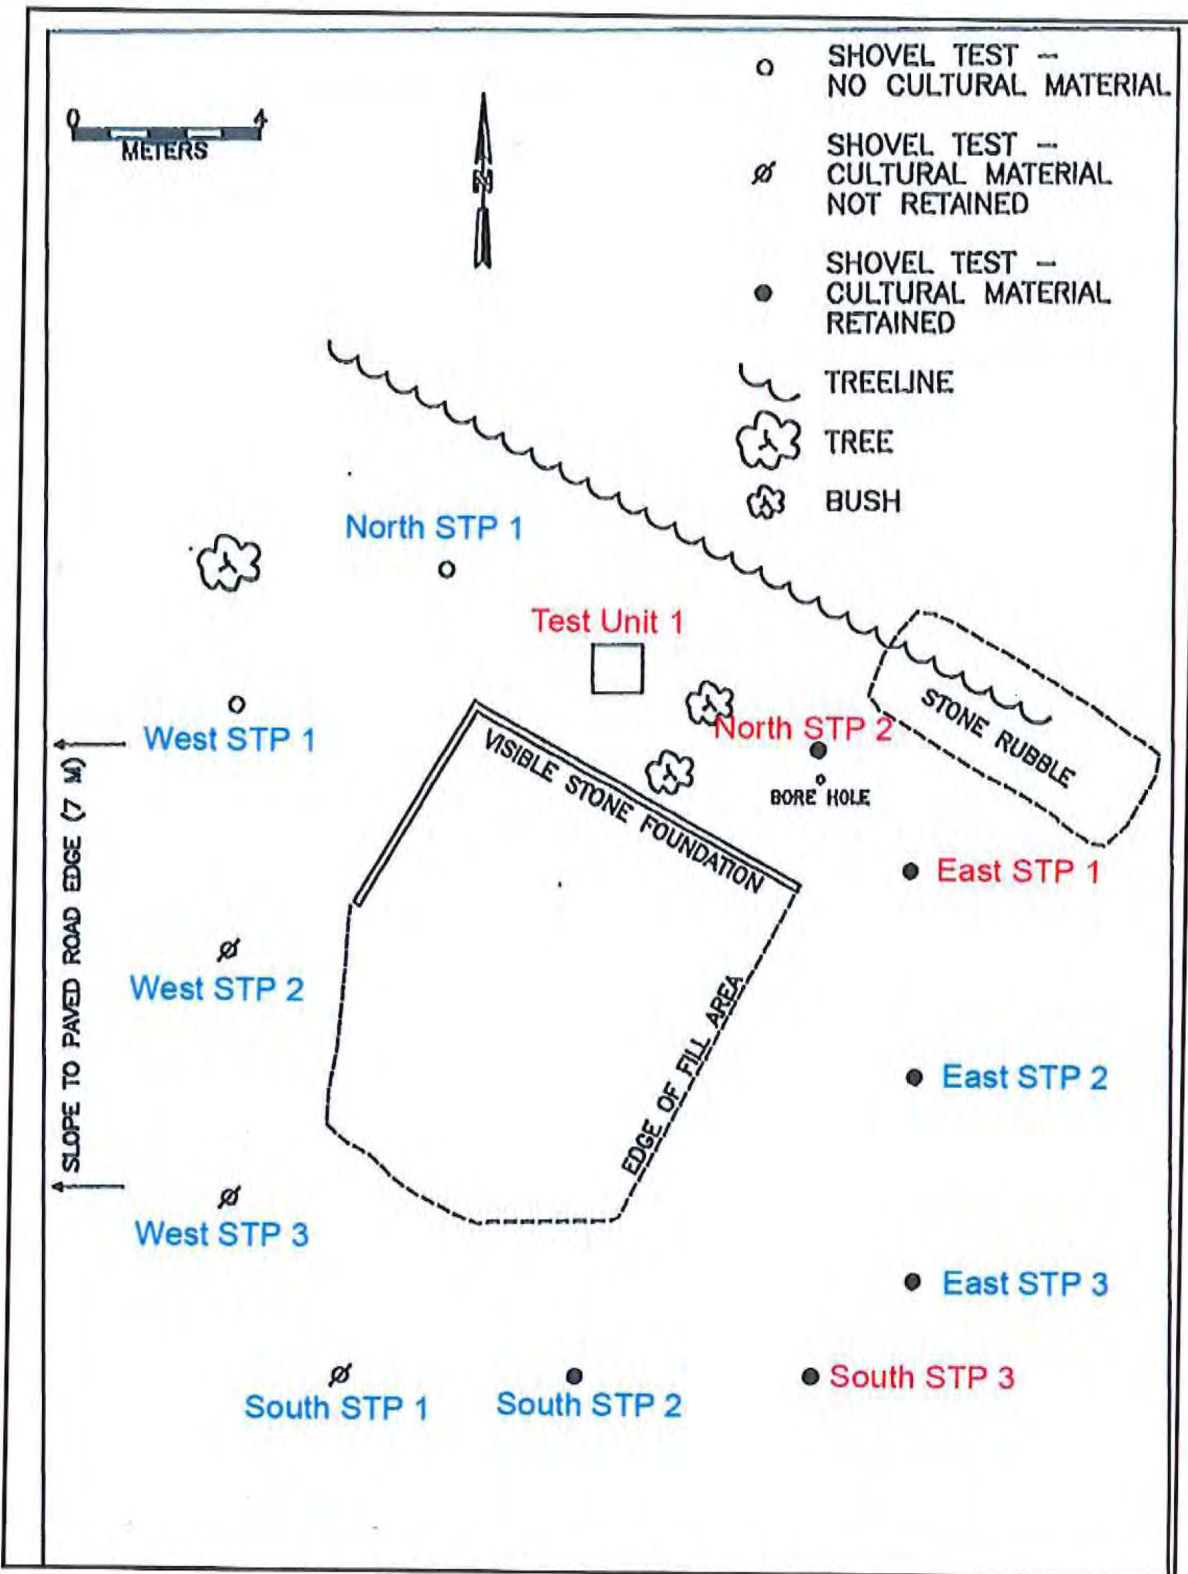 SHOVEL TEST –
NO CULTURAL MATERIAL
0 4
METERS
SHOVEL TEST –
CULTURAL MATERIAL
NOT RETAINED
N
SHOVEL TEST –
CULTURAL MATERIAL
RETAINED
TREELINE
TREE
BUSH
North STP 1
Test Unit 1
STONE RUBBLE
West STP 1
North STP 2
VISIBLE STONE FOUNDATION
BORE HOLE
East STP 1
SLOPE TO PAVED ROAD EDGE (7 M)
West STP 2
EDGE OF FILL AREA
East STP 2
West STP 3
East STP 3
South STP 1
South STP 2
South STP 3